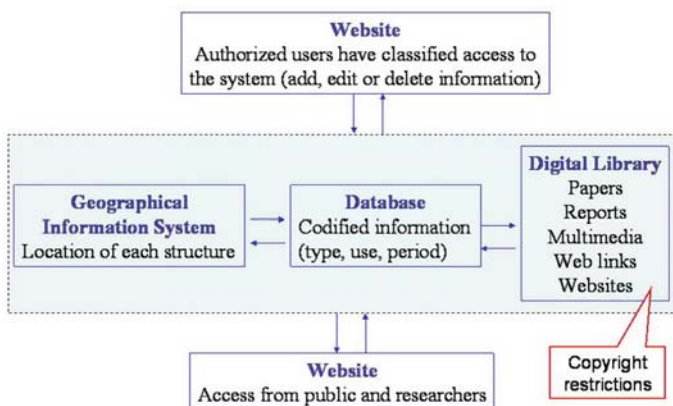 Website
Authorized users have classified access to
the system (add, edit or delete information)
Geographical
Information System
Location of each structure
Database
Codified information
(type, use, period)
Digital Library
Papers
Reports
Multimedia
Web links
Websites
Copyright
restrictions
Website
Access from public and researchers